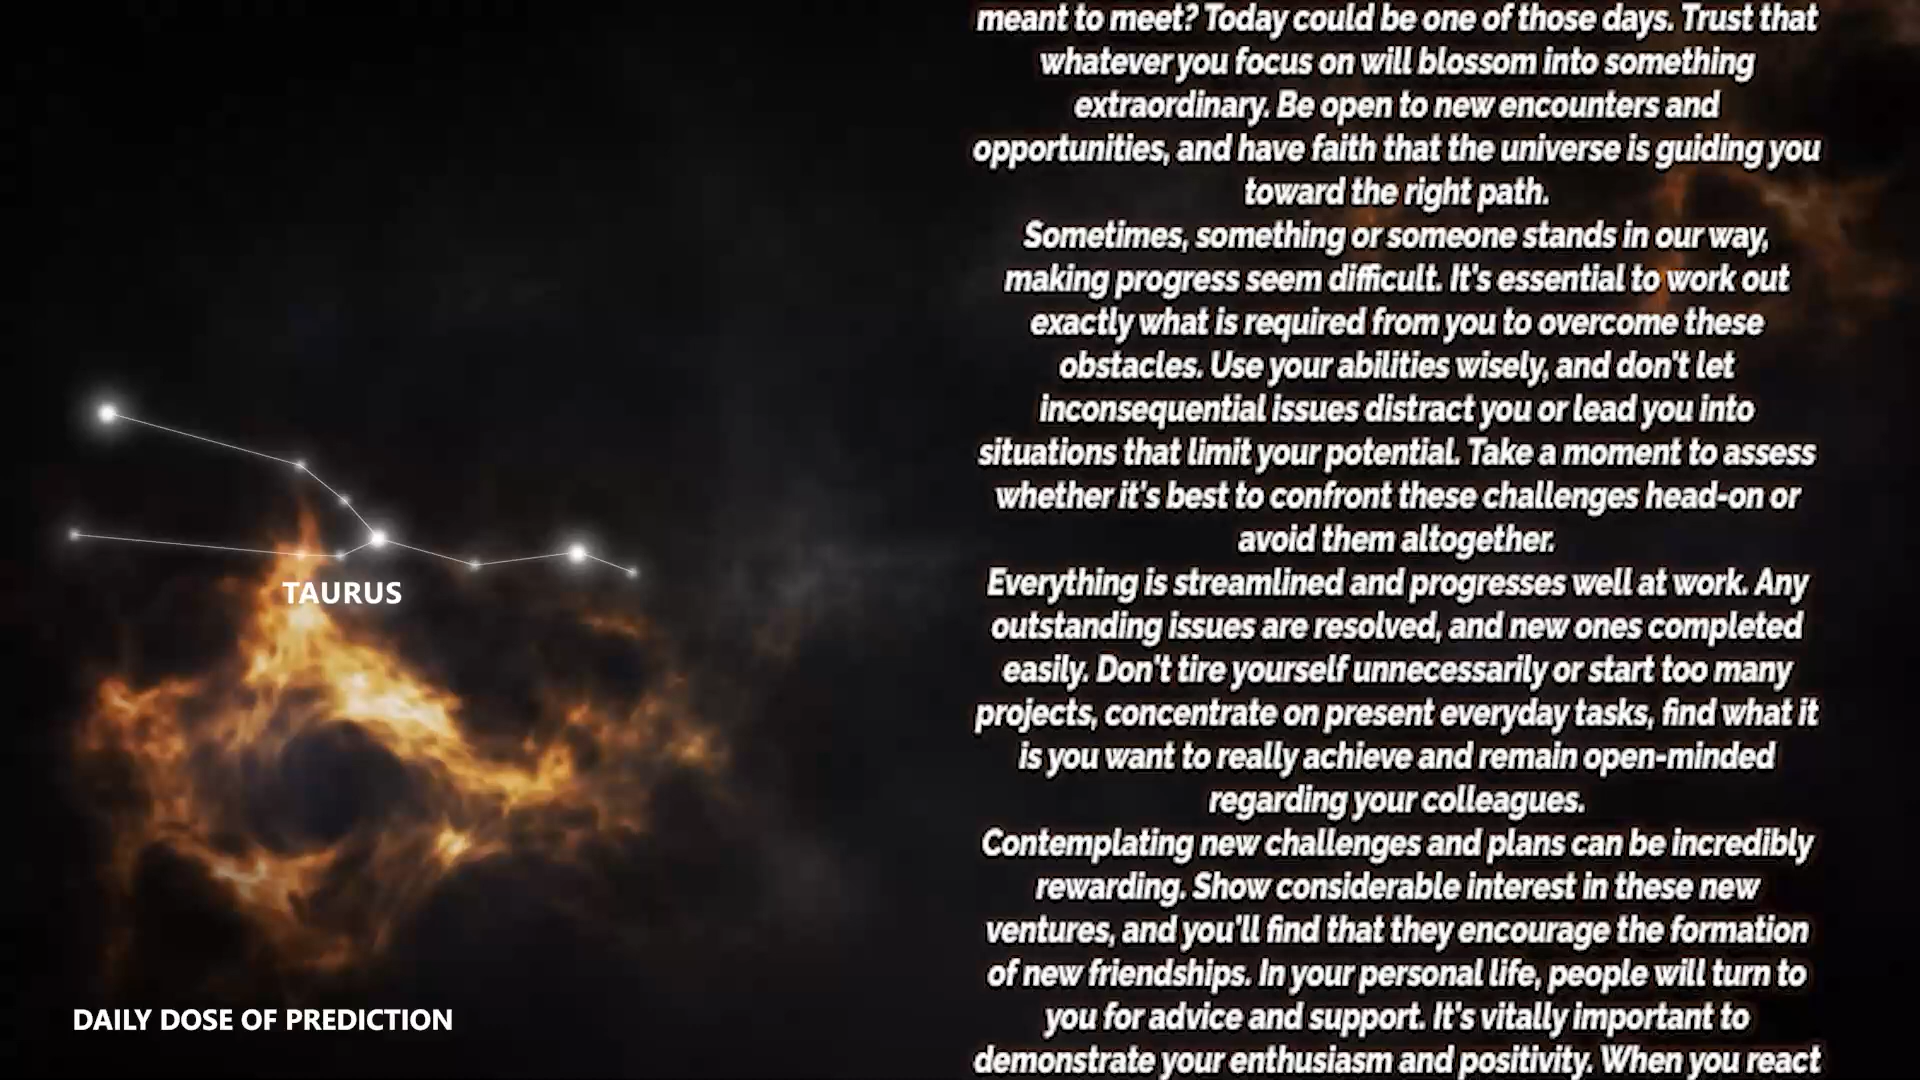 meant to meet? Today could be one of those days. Trust that
whatever you focus on will blossom into something
extraordinary. Be open to new encounters and
opportunities, and have faith that the universe is guiding you
toward the right path.
Sometimes, something or someone stands in our way,
making progress seem difficult. It's essential to work out
exactly what is required from you to overcome these
obstacles. Use your abilities wisely, and don't let
inconsequential issues distract you or lead you into
situations that limit your potential. Take a moment to assess
whether it's best to confront these challenges head-on or
avoid them altogether.
Everything is streamlined and progresses well at work. Any
outstanding issues are resolved, and new ones completed
easily. Don't tire yourself unnecessarily or start too many
projects, concentrate on present everyday tasks, find what it
is you want to really achieve and remain open-minded
regarding your colleagues.
Contemplating new challenges and plans can be incredibly
rewarding. Show considerable interest in these new
ventures, and you'll find that they encourage the formation
of new friendships. In your personal life, people will turn to
you for advice and support. It's vitally important to
demonstrate your enthusiasm and positivity. When you react
TAURUS
DAILY DOSE OF PREDICTION